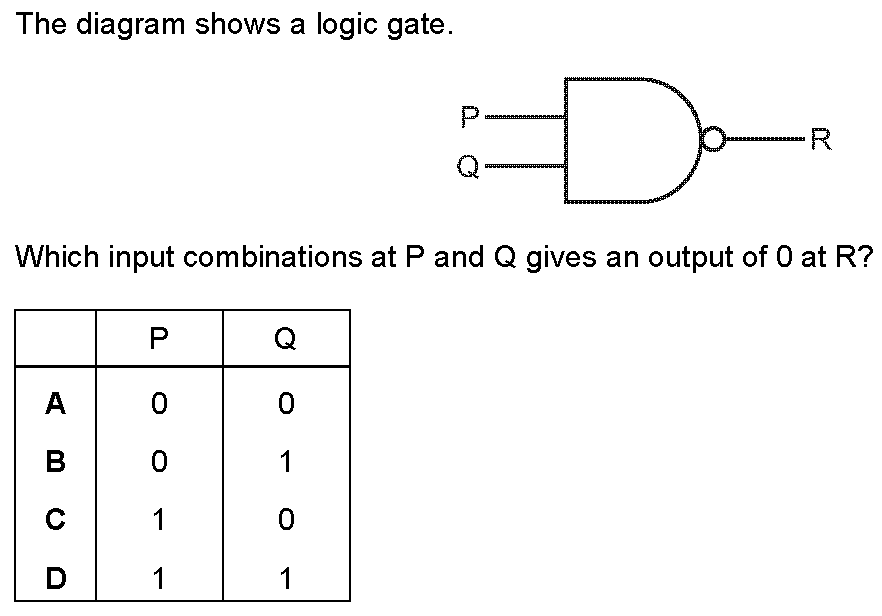 The diagram shows a logic gate.
P
Q
R
Which input combinations at P and Q gives an output of 0 at R?
P Q
A 0 0
B 0 1
C 1 0
D 1 1